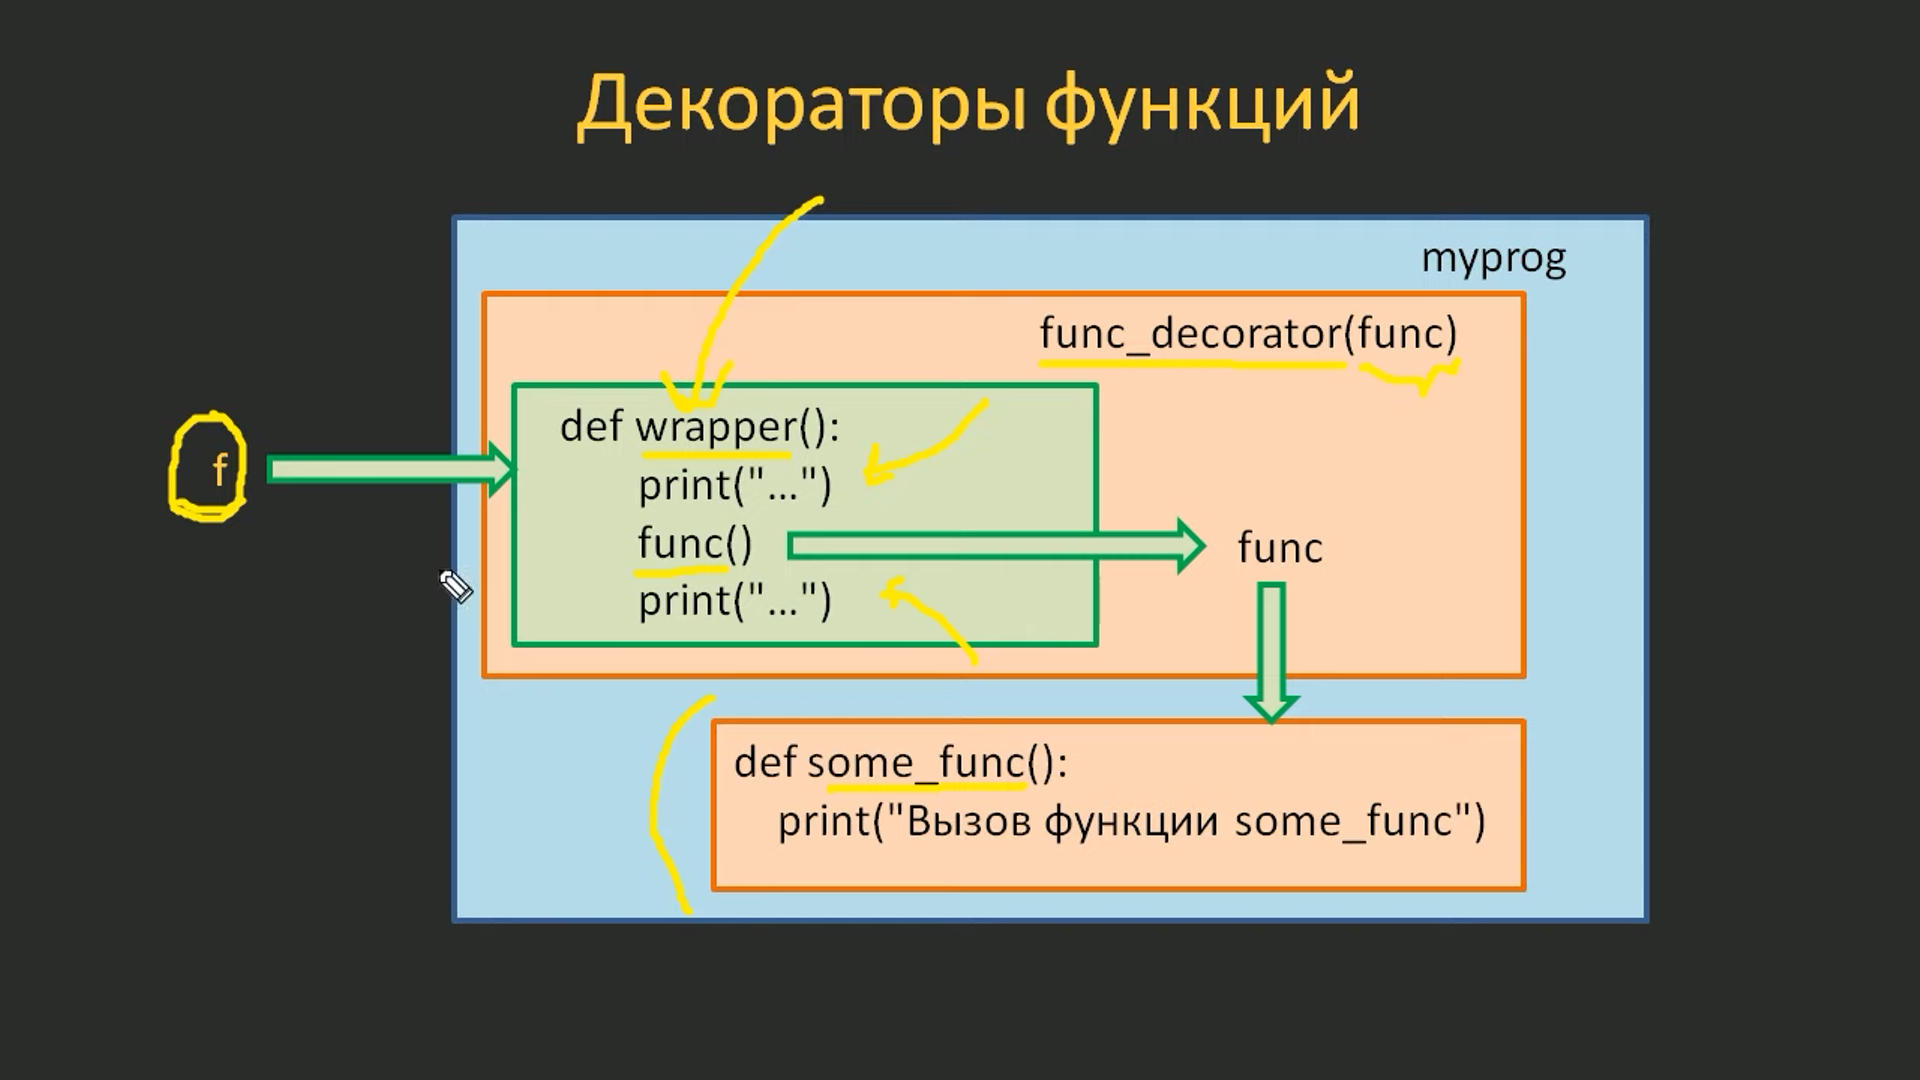 Декораторы функций
myprog
func_decorator(func)
def wrapper():
print("...")
func()
print("...")
f
func
def some_func():
print("Вызов функции some_func")